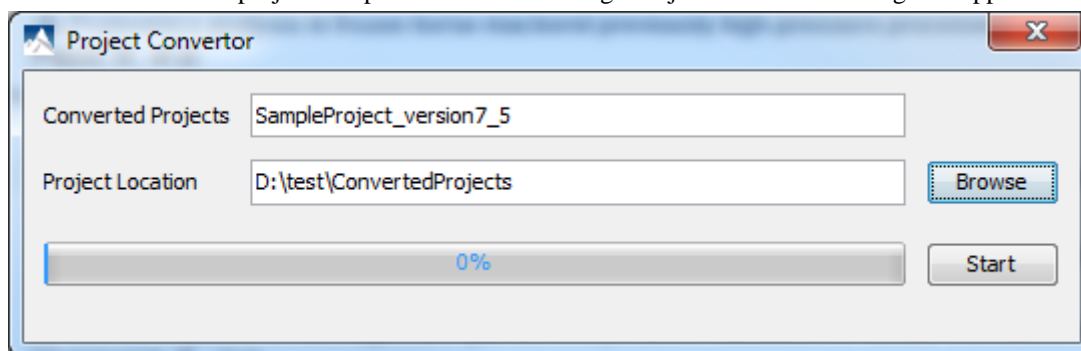 Project Convertor
Converted Projects SampleProject_version7_5
Project Location D:\test\ConvertedProjects Browse
0% Start